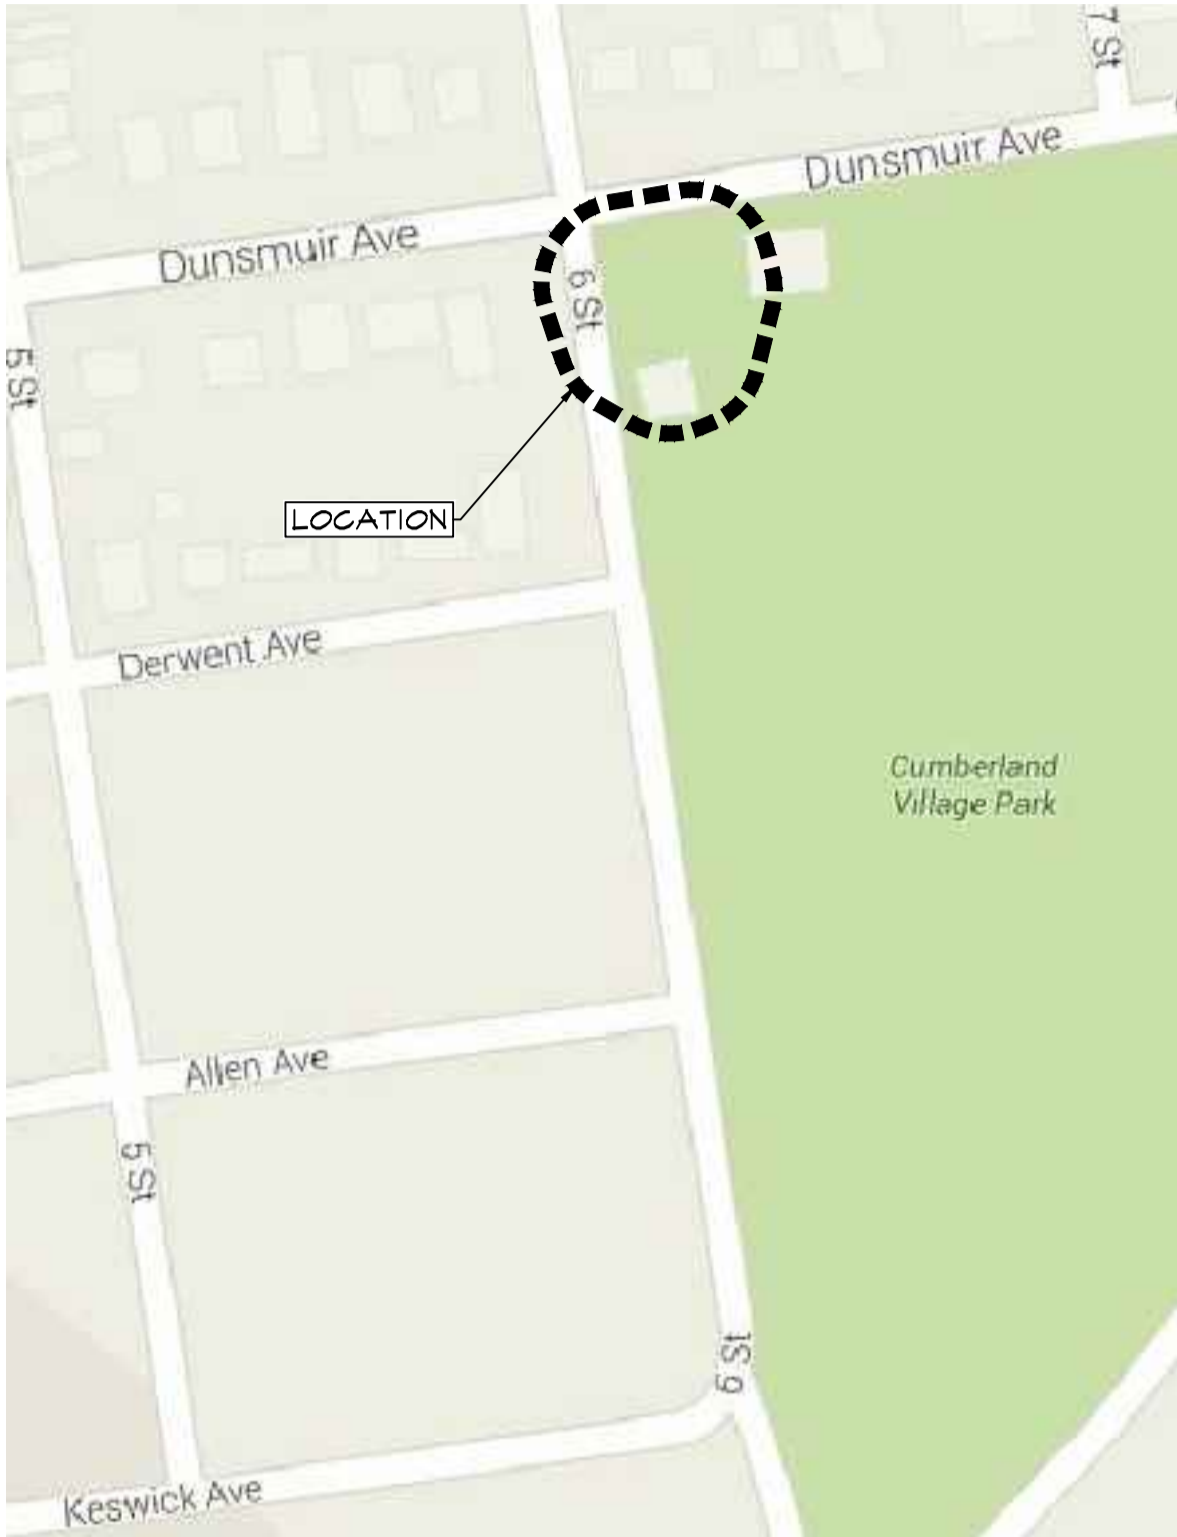 7 St
Dunsmuir Ave
Dunsmuir Ave
6 St
5 St
LOCATION
Derwent Ave
Cumberland
Village Park
Allen Ave
5 St
6 St
Keswick Ave